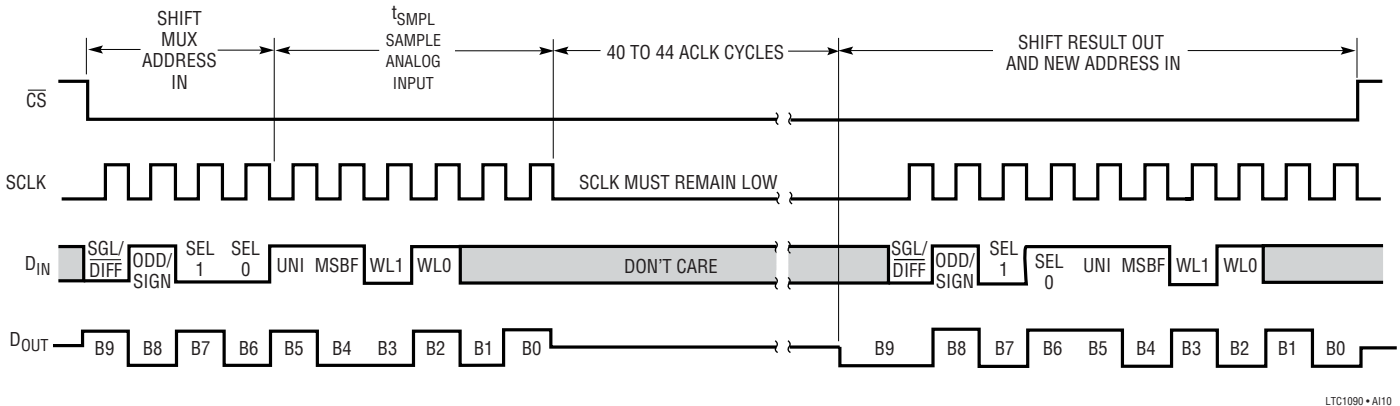 SHIFT
MUX
ADDRESS
IN
tSMPL
SAMPLE
ANALOG
INPUT
40 TO 44 ACLK CYCLES
SHIFT RESULT OUT
AND NEW ADDRESS IN
CS
SCLK
SCLK MUST REMAIN LOW
DIN
SGL/
DIFF
ODD/
SIGN
SEL
1
SEL
0
UNI
MSBF
WL1
WL0
DON'T CARE
SGL/
DIFF
ODD/
SIGN
SEL
1
SEL
0
UNI
MSBF
WL1
WL0
DOUT
B9 B8 B7 B6 B5 B4 B3 B2 B1 B0
B9 B8 B7 B6 B5 B4 B3 B2 B1 B0
LTC1090 • AI10